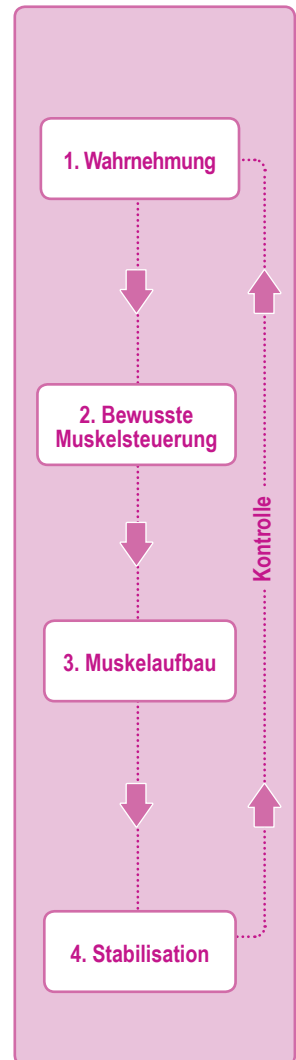 1. Wahrnehmung
2. Bewusste
Muskelsteuerung
Kontrolle
3. Muskelaufbau
4. Stabilisation